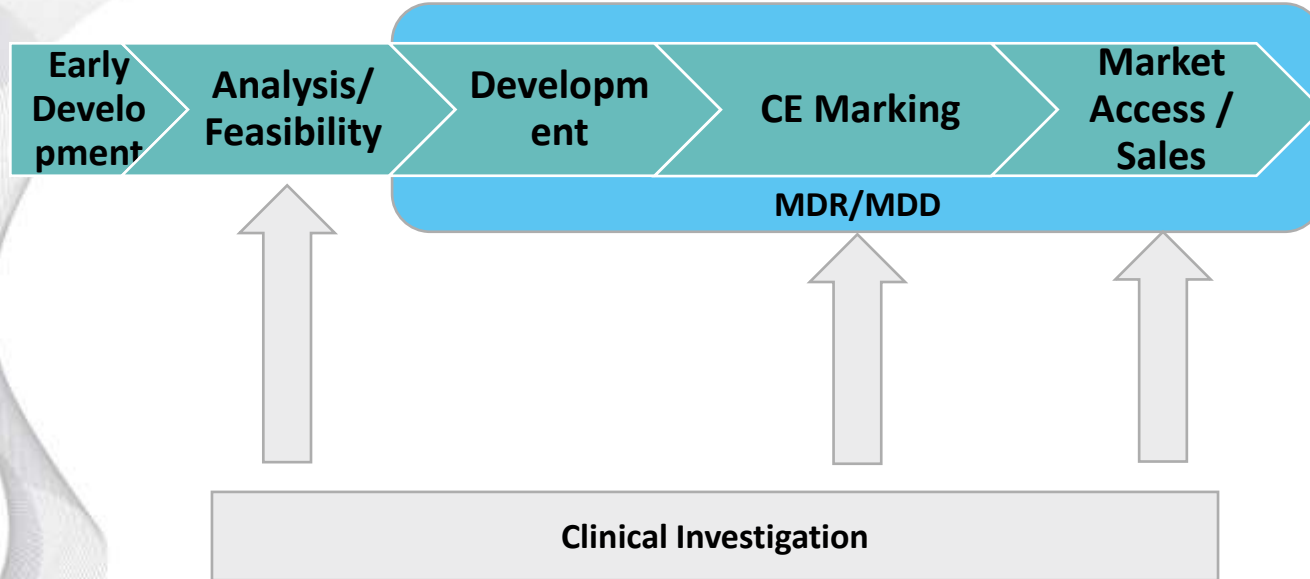 Early
Develo
pment
Analysis/
Feasibility
Developm
ent
CE Marking
Market
Access /
Sales
MDR/MDD
Clinical Investigation